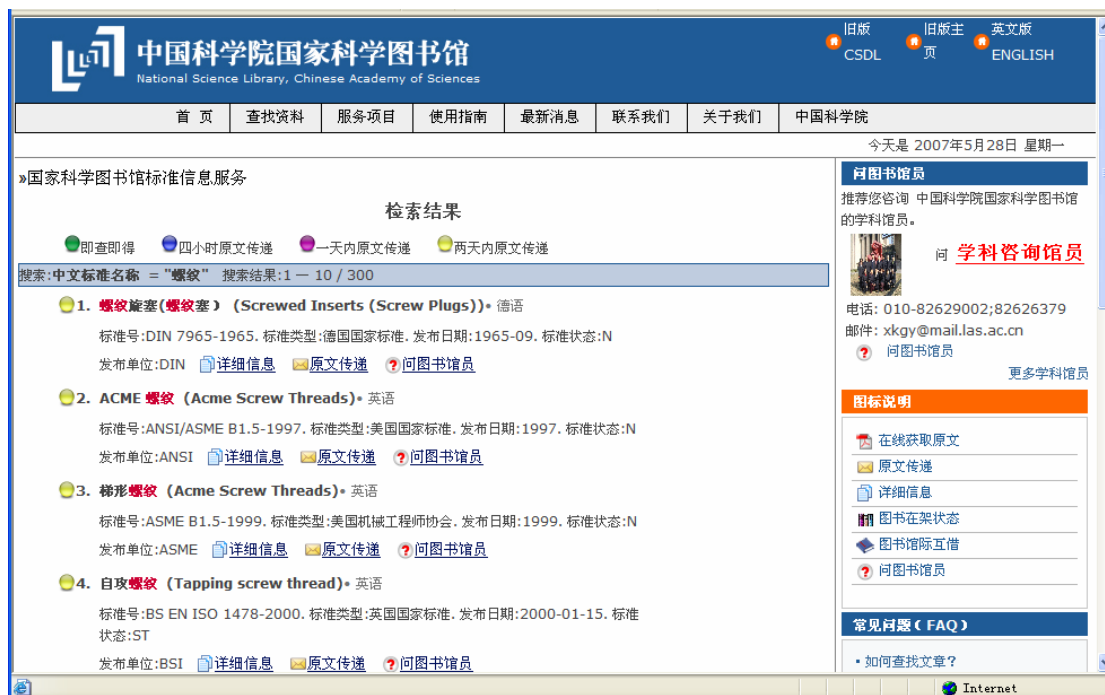 中国科学院国家科学图书馆
National Science Library, Chinese Academy of Sciences
旧版
CSDL
旧版主
页
英文版
ENGLISH
首 页 查找资料 服务项目 使用指南 最新消息 联系我们 关于我们 中国科学院
今天是 2007年5月28日 星期一
»国家科学图书馆标准信息服务
检索结果
即查即得 四小时原文传递 一天内原文传递 两天内原文传递
搜索:中文标准名称 = "螺纹" 搜索结果:1 — 10 / 300
1. 螺纹旋塞(螺纹塞) (Screwed Inserts (Screw Plugs))• 德语
标准号:DIN 7965-1965. 标准类型:德国国家标准. 发布日期:1965-09. 标准状态:N
发布单位:DIN 详细信息 原文传递 问图书馆员
2. ACME 螺纹 (Acme Screw Threads)• 英语
标准号:ANSI/ASME B1.5-1997. 标准类型:美国国家标准. 发布日期:1997. 标准状态:N
发布单位:ANSI 详细信息 原文传递 问图书馆员
3. 梯形螺纹 (Acme Screw Threads)• 英语
标准号:ASME B1.5-1999. 标准类型:美国机械工程师协会. 发布日期:1999. 标准状态:N
发布单位:ASME 详细信息 原文传递 问图书馆员
4. 自攻螺纹 (Tapping screw thread)• 英语
标准号:BS EN ISO 1478-2000. 标准类型:英国国家标准. 发布日期:2000-01-15. 标准
状态:ST
发布单位:BSI 详细信息 原文传递 问图书馆员
问图书馆员
推荐您咨询 中国科学院国家科学图书馆
的学科馆员。
问 学科咨询馆员
电话: 010-82629002;82626379
邮件: xkgy@mail.las.ac.cn
问图书馆员
更多学科馆员
图标说明
在线获取原文
原文传递
详细信息
图书在架状态
图书馆际互借
问图书馆员
常见问题(FAQ)
• 如何查找文章?
Internet